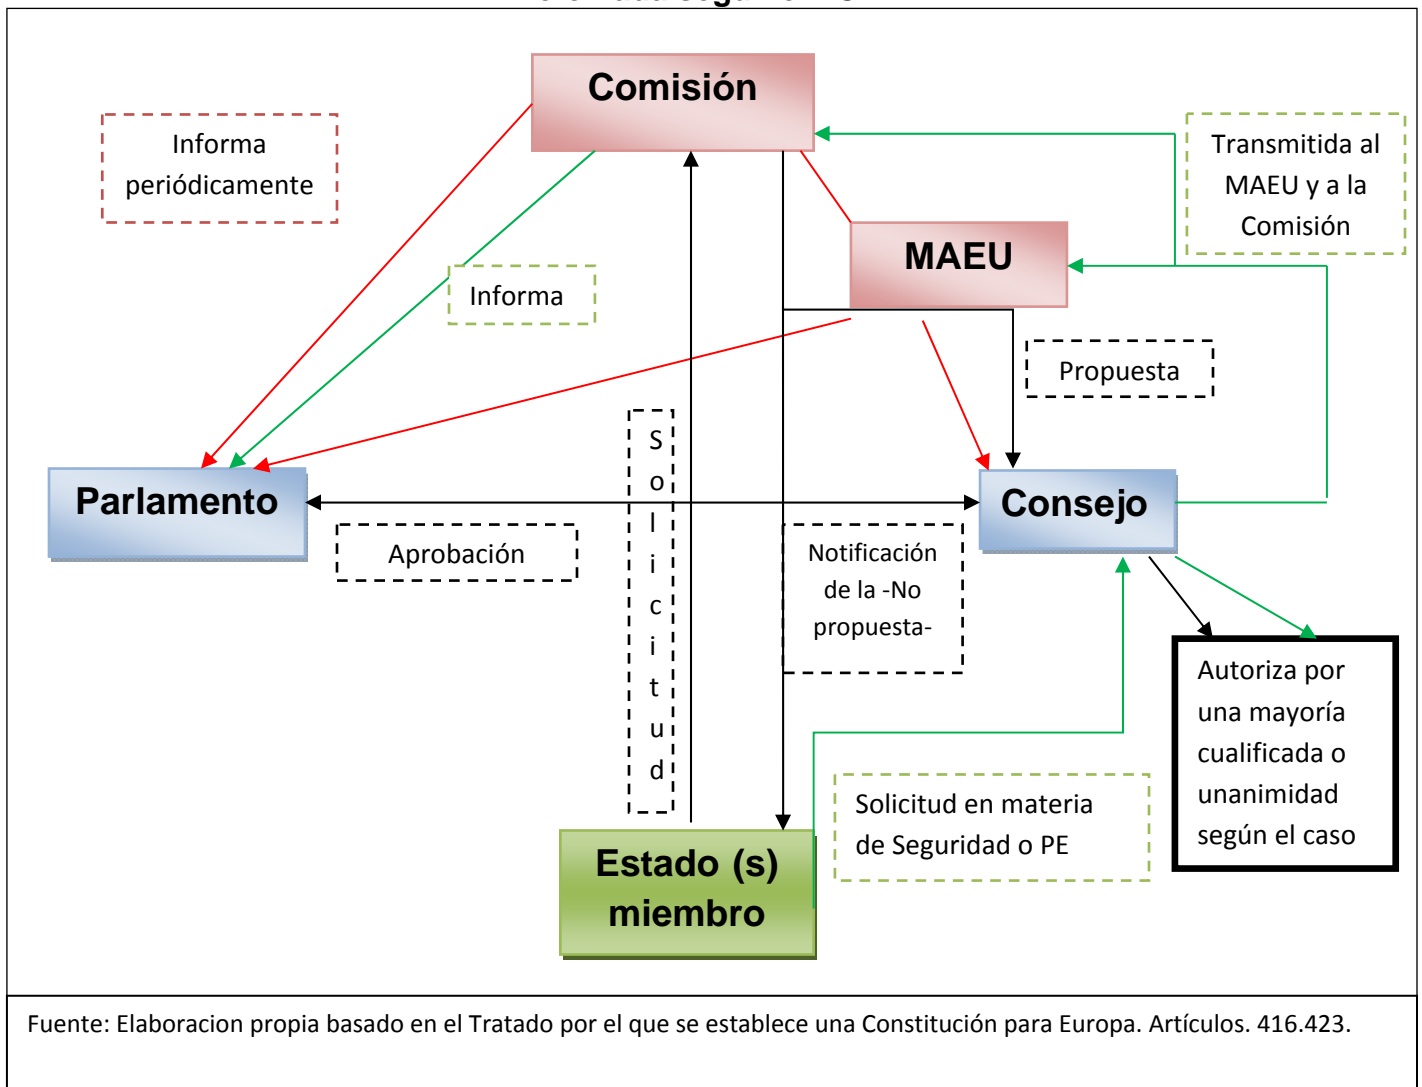 Comisión
Informa
periódicamente
Transmitida al
MAEU y a la
Comisión
MAEU
Informa
Propuesta
S
o
l
i
c
i
t
u
d
Parlamento
Consejo
Aprobación
Notificación
de la -No
propuesta-
Autoriza por
una mayoría
cualificada o
unanimidad
según el caso
Solicitud en materia
de Seguridad o PE
Estado (s)
miembro
Fuente: Elaboracion propia basado en el Tratado por el que se establece una Constitución para Europa. Artículos. 416.423.